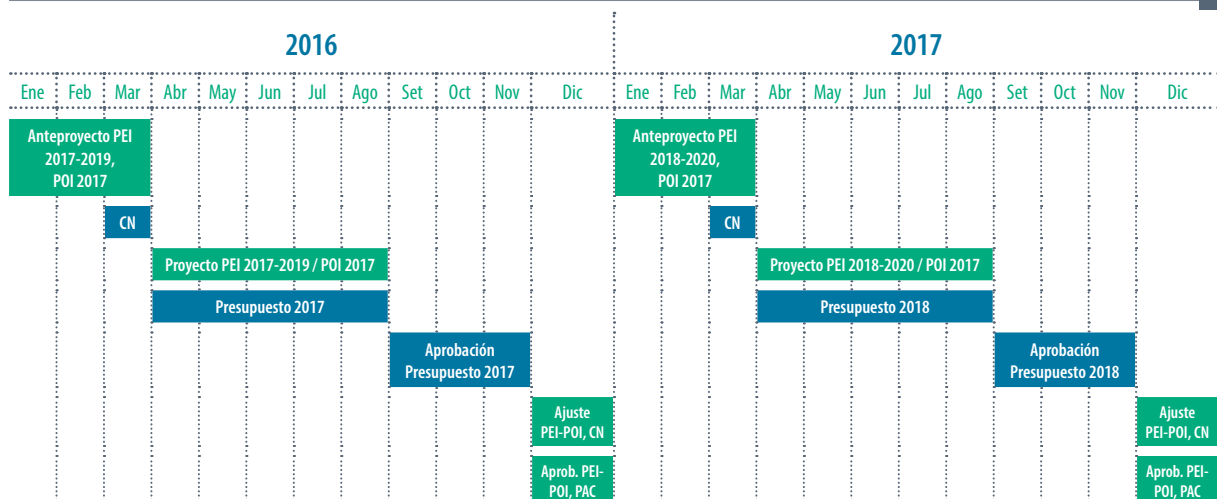 2016 2017
Ene Feb Mar Abr May Jun Jul Ago Set Oct Nov Dic Ene Feb Mar Abr May Jun Jul Ago Set Oct Nov Dic
Anteproyecto PEI
2017-2019,
POI 2017
Anteproyecto PEI
2018-2020,
POI 2017
CN CN
Proyecto PEI 2017-2019 / POI 2017 Proyecto PEI 2018-2020 / POI 2017
Presupuesto 2017 Presupuesto 2018
Aprobación
Presupuesto 2017
Aprobación
Presupuesto 2018
Ajuste
PEI-POI, CN
Ajuste
PEI-POI, CN
Aprob. PEI-
POI, PAC
Aprob. PEI-
POI, PAC